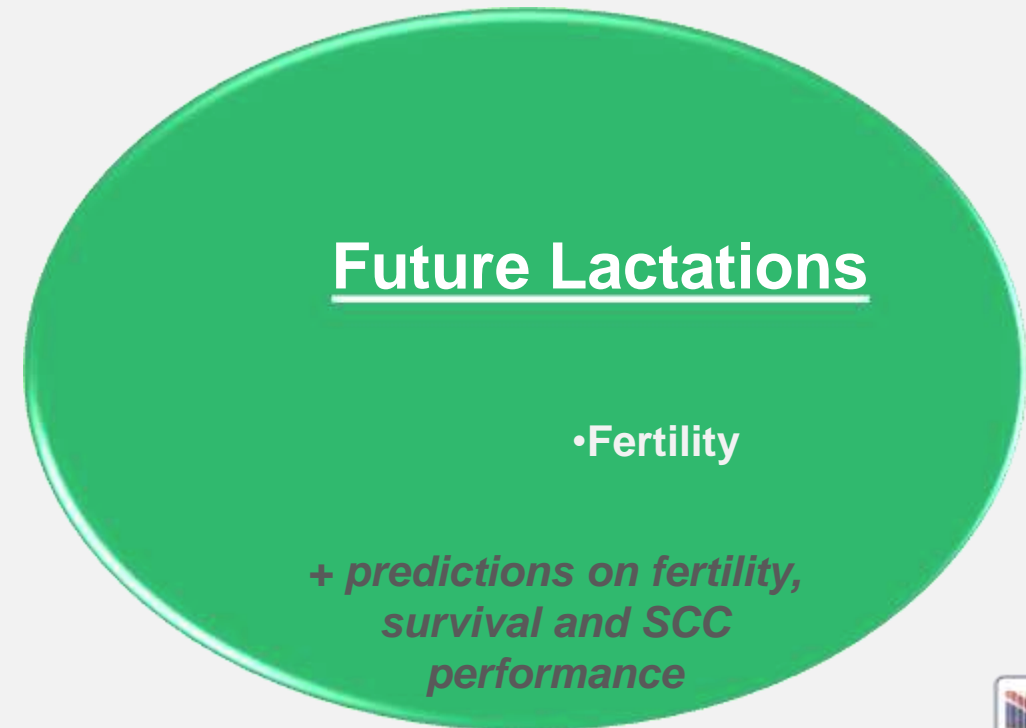 Future Lactations
•Fertility
+ predictions on fertility,
survival and SCC
performance